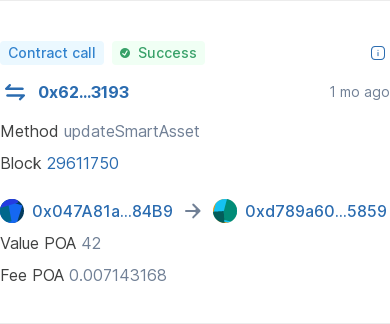 Contract call Success
0x62...3193 1 mo ago
Method updateSmartAsset
Block 29611750
0x047A81a...84B9 → 0xd789a60...5859
Value POA 42
Fee POA 0.007143168